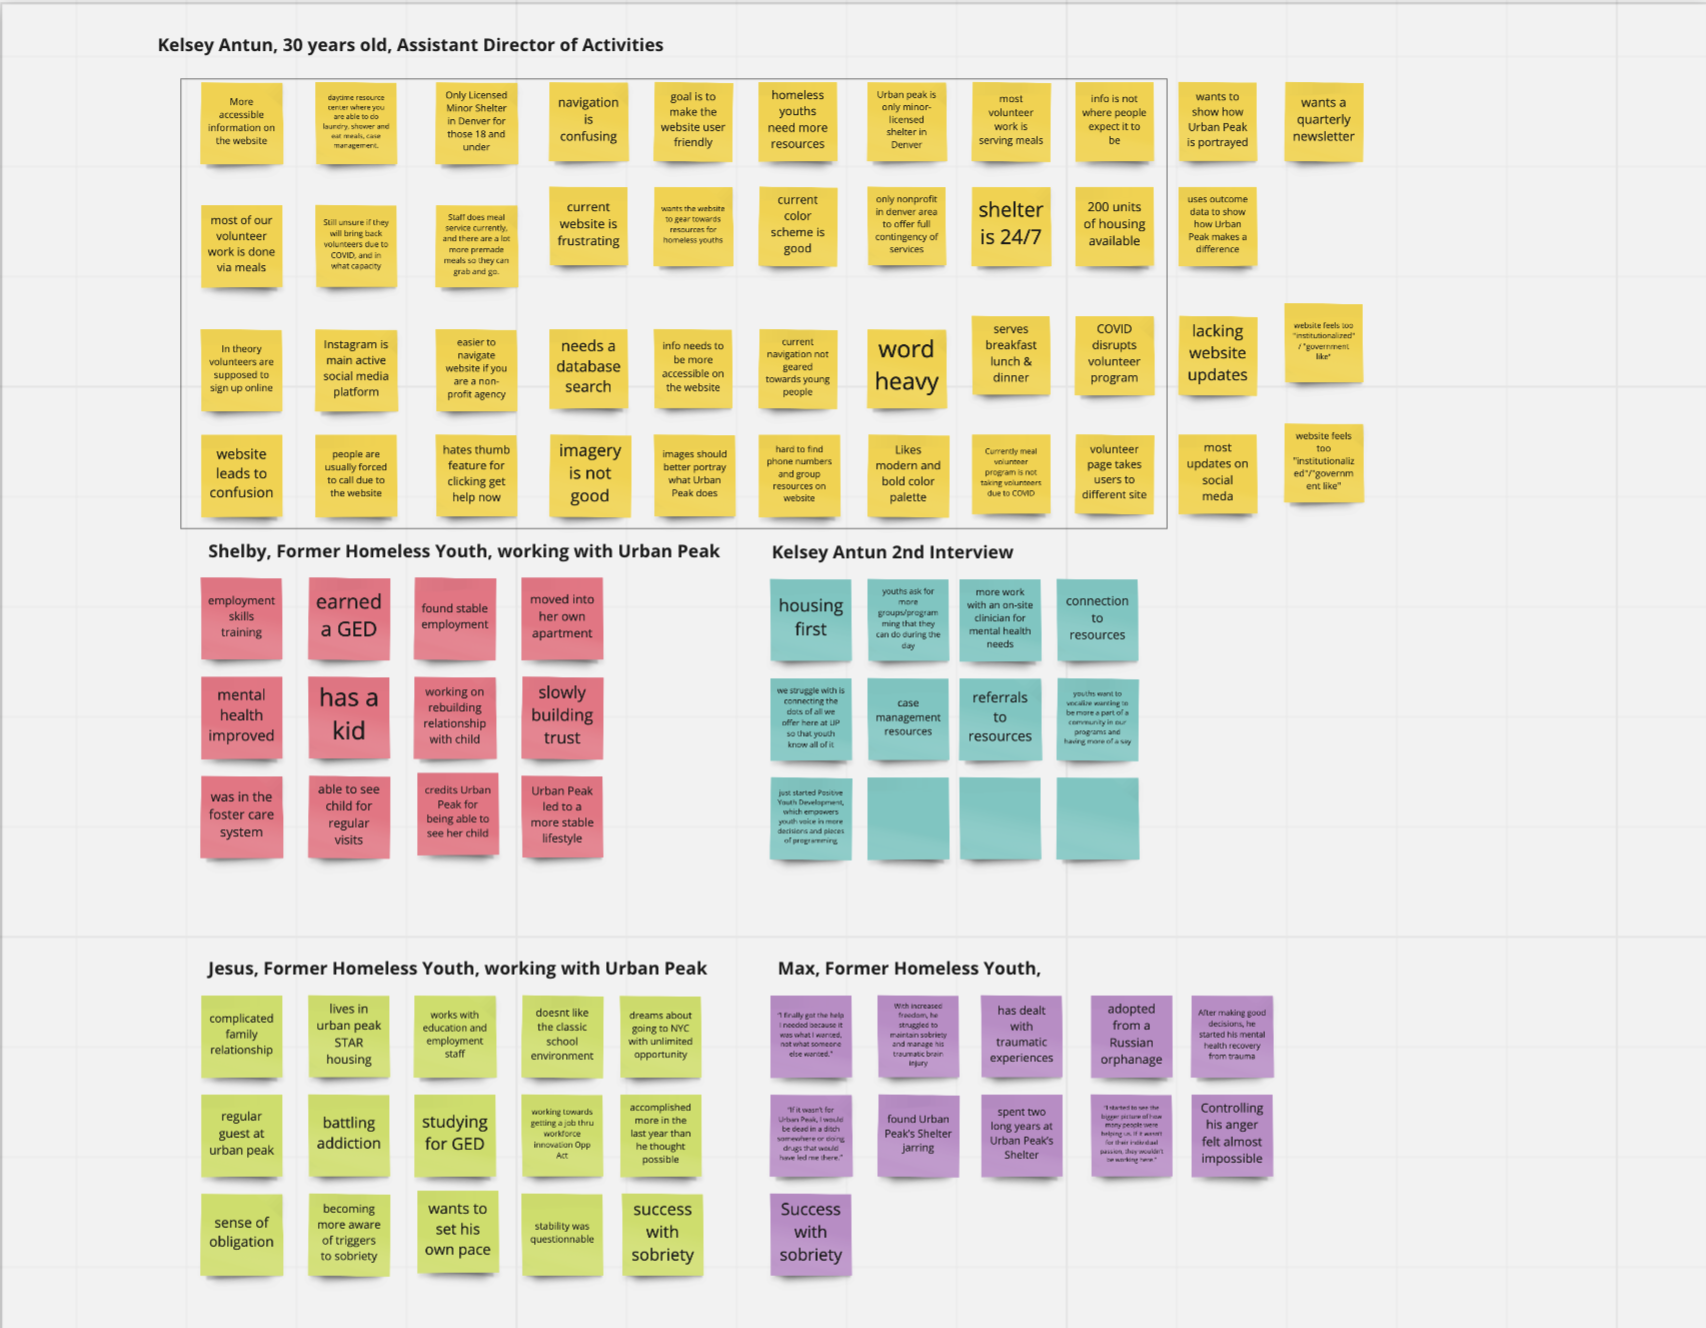 Kelsey Antun, 30 years old, Assistant Director of Activities
More
accessible
information on
the website
daytime resource
center where you
are able to do
laundry, shower and
eat meals, case
management,
Only Licensed
Minor Shelter
in Denver for
those 18 and
under
navigation
is
confusing
goal is to
make the
website user
friendly
homeless
youths
need more
resources
Urban peak is
only minor-
licensed
shelter in
Denver
most
volunteer
work is
serving meals
info is not
where people
expect it to
be
wants to
show how
Urban Peak
is portrayed
wants a
quarterly
newsletter
most of our
volunteer
work is done
via meals
Still unsure if they
will bring back
volunteers due to
COVID, and in
what capacity
Staff does meal
service currently,
and there are a lot
more premade
meals so they can
grab and go.
current
website is
frustrating
wants the website
to gear towards
resources for
homeless youths
current
color
scheme is
good
only nonprofit
in denver area
to offer full
contingency of
services
shelter
is 24/7
200 units
of housing
available
uses outcome
data to show
how Urban
Peak makes a
difference
In theory
volunteers are
supposed to
sign up online
Instagram is
main active
social media
platform
easier to
navigate
website if you
are a non-
profit agency
needs a
database
search
info needs to
be more
accessible on
the website
current
navigation not
geared
towards young
people
word
heavy
serves
breakfast
lunch &
dinner
COVID
disrupts
volunteer
program
lacking
website
updates
website feels too
"institutionalized"
/ "government
like"
website
leads to
confusion
people are
usually forced
to call due to
the website
hates thumb
feature for
clicking get
help now
imagery
is not
good
images should
better portray
what Urban
Peak does
hard to find
phone numbers
and group
resources on
website
Likes
modern and
bold color
palette
Currently meal
volunteer
program is not
taking volunteers
due to COVID
volunteer
page takes
users to
different site
most
updates on
social
meda
website feels
too
"institutionaliz
ed"/"governm
ent like"
Shelby, Former Homeless Youth, working with Urban Peak
employment
skills
training
earned
a GED
found stable
employment
moved into
her own
apartment
mental
health
improved
has a
kid
working on
rebuilding
relationship
with child
slowly
building
trust
was in the
foster care
system
able to see
child for
regular
visits
credits Urban
Peak for
being able to
see her child
Urban Peak
led to a
more stable
lifestyle
Kelsey Antun 2nd Interview
housing
first
youths ask for
more
groups/program
ming that they
can do during the
day
more work
with an on-site
clinician for
mental health
needs
connection
to
resources
we struggle with is
connecting the
dots of all we
offer here at UP
so that youth
know all of it
case
management
resources
referrals
to
resources
youths want to
vocalize wanting to
be more a part of a
community in our
programs and
having more of a say
just started Positive
Youth Development,
which empowers
youth voice in more
decisions and pieces
of programming
Jesus, Former Homeless Youth, working with Urban Peak
complicated
family
relationship
lives in
urban peak
STAR
housing
works with
education and
employment
staff
doesnt like
the classic
school
environment
dreams about
going to NYC
with unlimited
opportunity
regular
guest at
urban peak
battling
addiction
studying
for GED
working towards
getting a job thru
workforce
innovation Opp
Act
accomplished
more in the
last year than
he thought
possible
sense of
obligation
becoming
more aware
of triggers
to sobriety
wants to
set his
own pace
stability was
questionnable
success
with
sobriety
Max, Former Homeless Youth,
"I finally got the help
I needed because it
was what I wanted,
not what someone
else wanted."
With increased
freedom, he
struggled to
maintain sobriety
and manage his
traumatic brain
injury
has dealt
with
traumatic
experiences
adopted
from a
Russian
orphanage
After making good
decisions, he
started his mental
health recovery
from trauma
"If it wasn't for
Urban Peak, I would
be dead in a ditch
somewhere or doing
drugs that would
have led me there."
found Urban
Peak's Shelter
jarring
spent two
long years at
Urban Peak's
Shelter
"I started to see the
bigger picture of how
many people were
helping us. If it wasn't
for their individual
passion, they wouldn't
be working here."
Controlling
his anger
felt almost
impossible
Success
with
sobriety